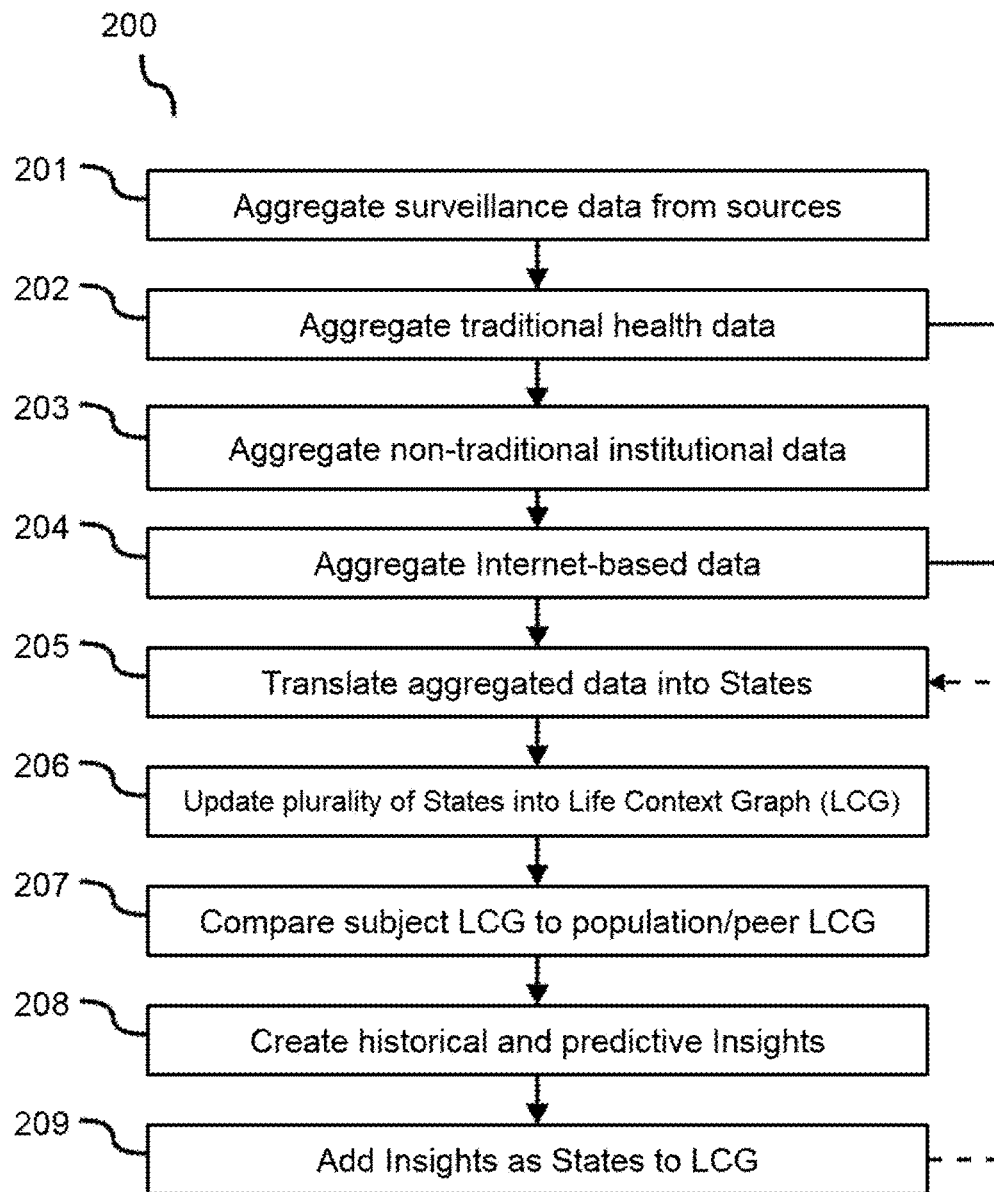 200
201
Aggregate surveillance data from sources
202
Aggregate traditional health data
203
Aggregate non-traditional institutional data
204
Aggregate Internet-based data
205
Translate aggregated data into States
206
Update plurality of States into Life Context Graph (LCG)
207
Compare subject LCG to population/peer LCG
208
Create historical and predictive Insights
209
Add Insights as States to LCG